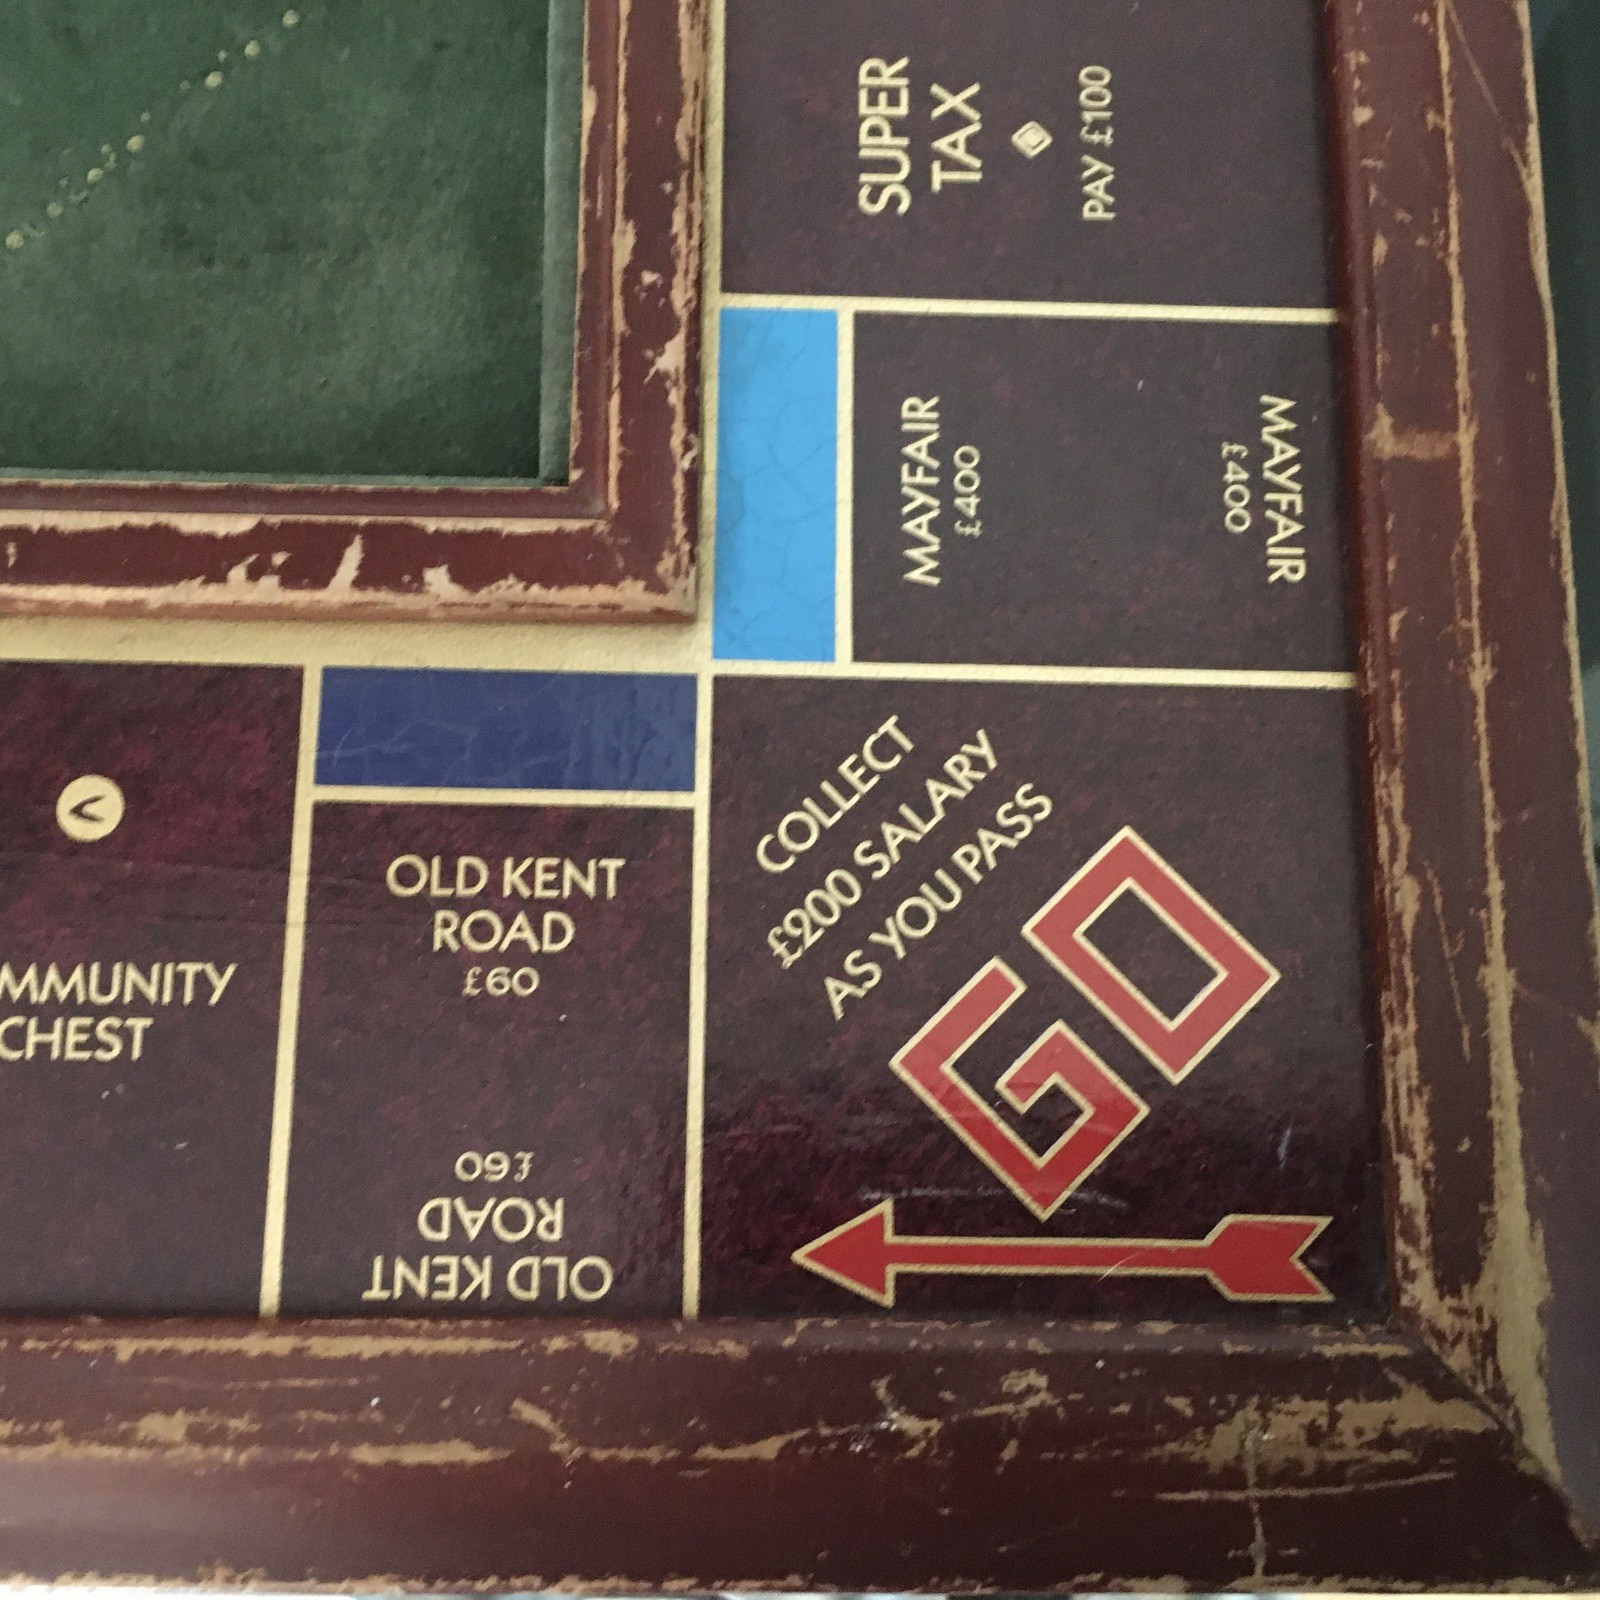 SUPER
TAX
PAY £100
MAYFAIR
£400
MAYFAIR
£400
COLLECT
£200 SALARY
AS YOU PASS
GO
OLD KENT
ROAD
£60
OLD KENT
ROAD
£60
MMUNITY
CHEST